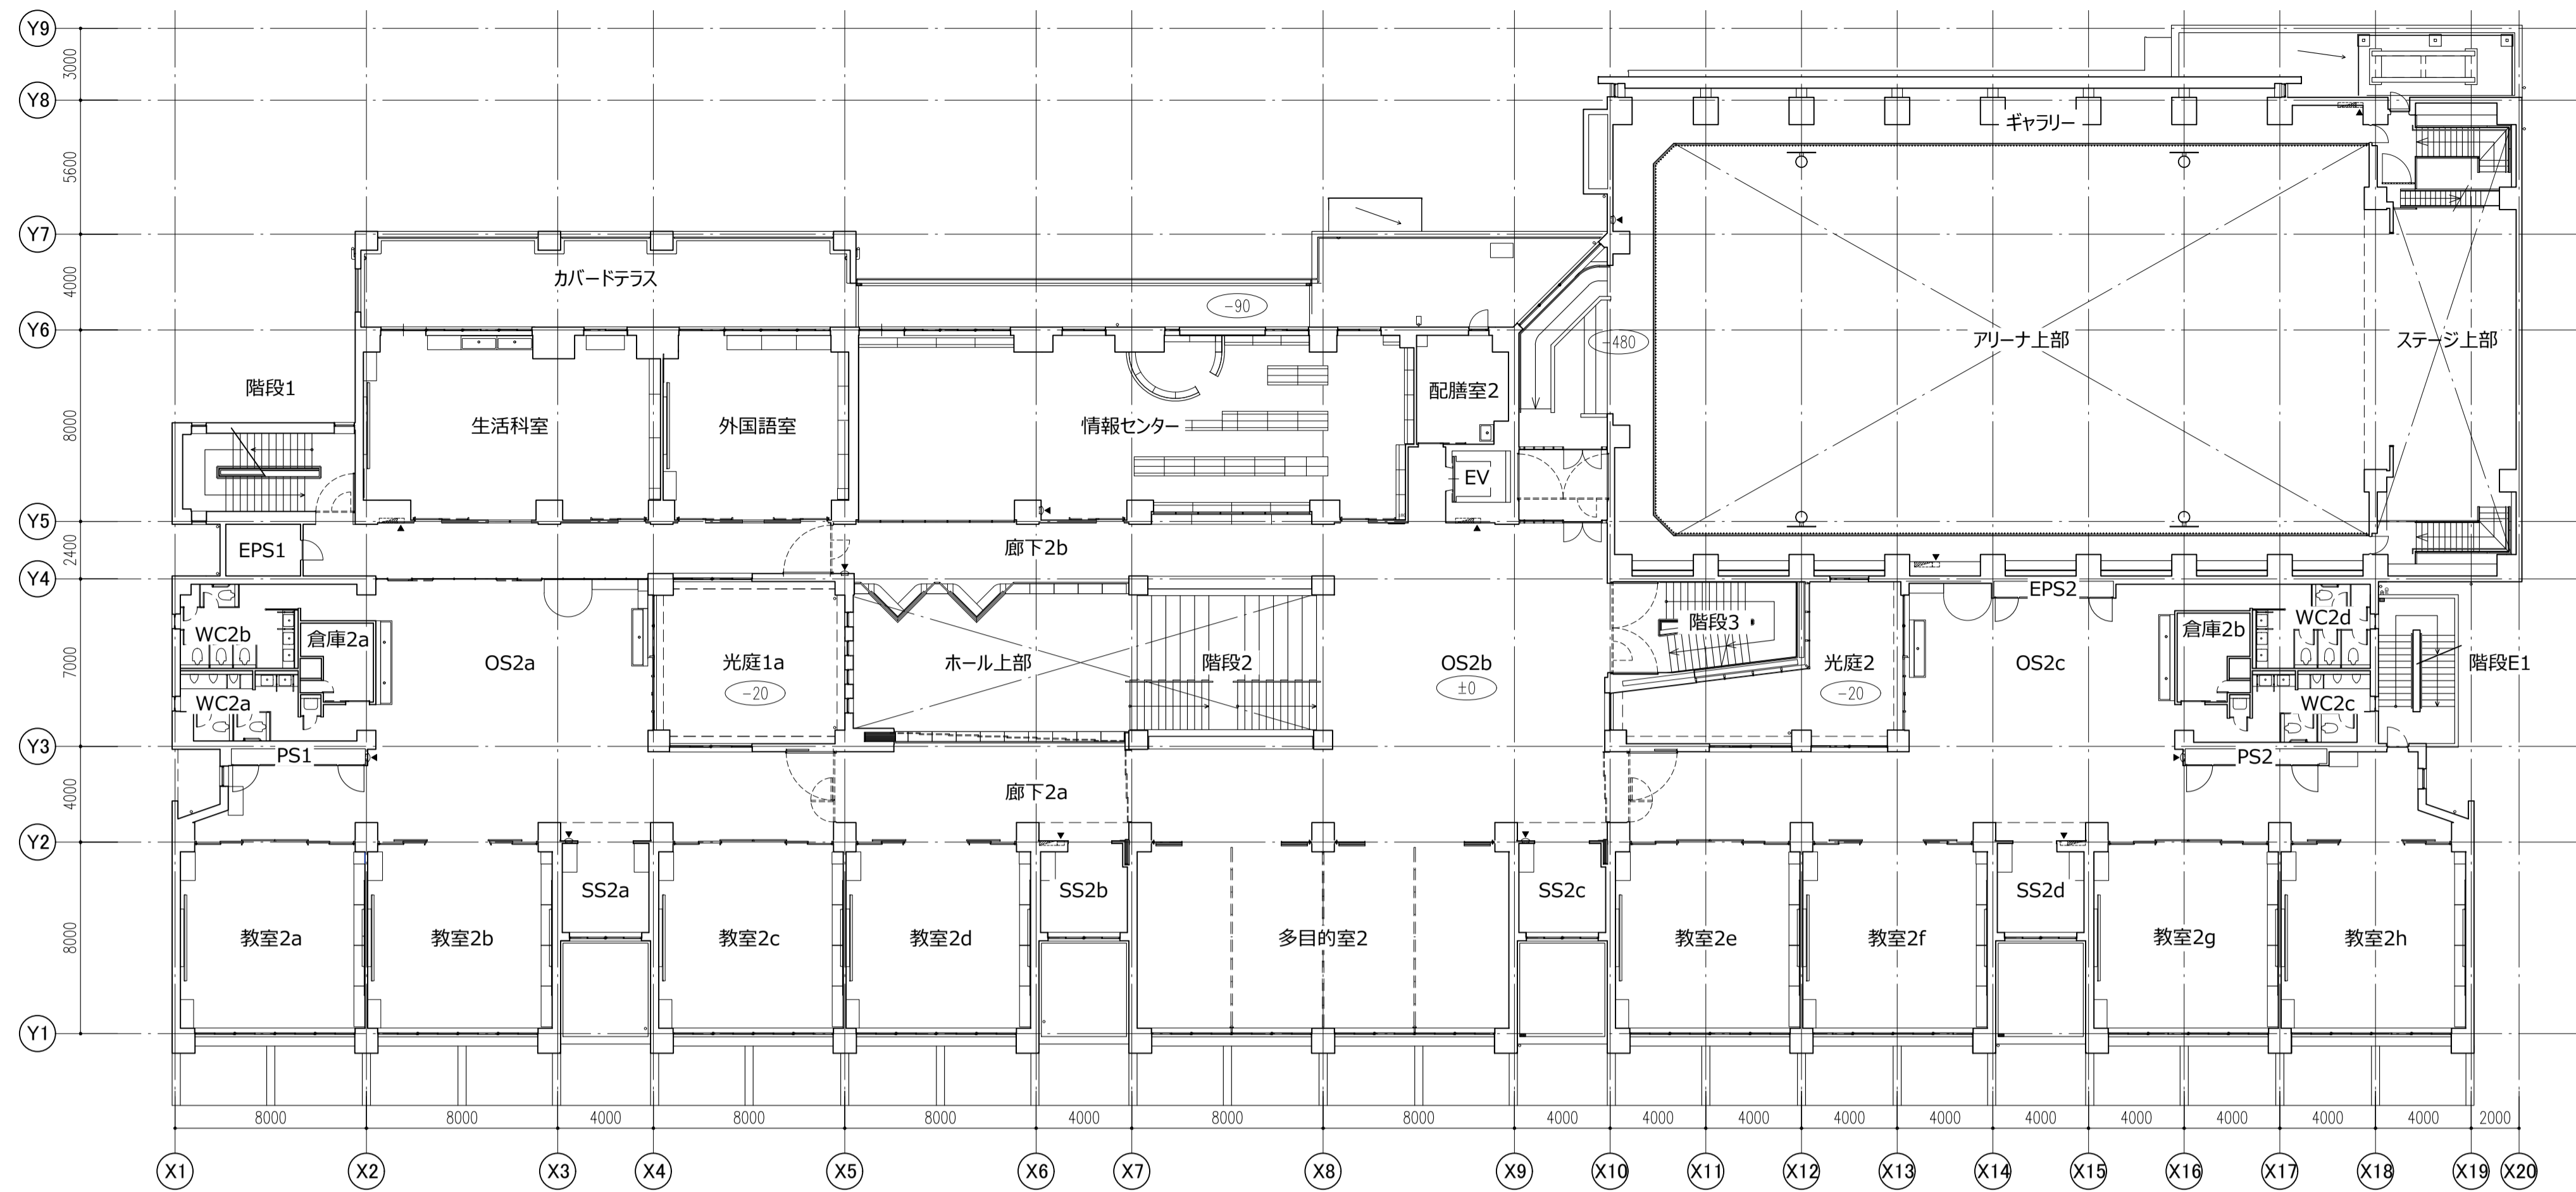 Y9
3000
Y8
ギャラリー
5600
Y7
カバードテラス
4000
-90
Y6
-480
アリーナ上部
ステージ上部
階段1
配膳室2
8000
生活科室
外国語室
情報センター
EV
Y5
EPS1
2400
廊下2b
Y4
EPS2
WC2b
倉庫2a
階段3
倉庫2b
WC2d
7000
OS2a
光庭1a
ホール上部
階段2
OS2b
光庭2
OS2c
階段E1
-20
±0
-20
WC2a
WC2c
Y3
PS1
PS2
4000
廊下2a
Y2
SS2a
SS2b
SS2c
SS2d
8000
教室2a
教室2b
教室2c
教室2d
多目的室2
教室2e
教室2f
教室2g
教室2h
Y1
8000 8000 4000 8000 8000 4000 8000 8000 4000 4000 4000 4000 4000 4000 4000 4000 4000 4000 2000
X1 X2 X3 X4 X5 X6 X7 X8 X9 X10 X11 X12 X13 X14 X15 X16 X17 X18 X19 X20